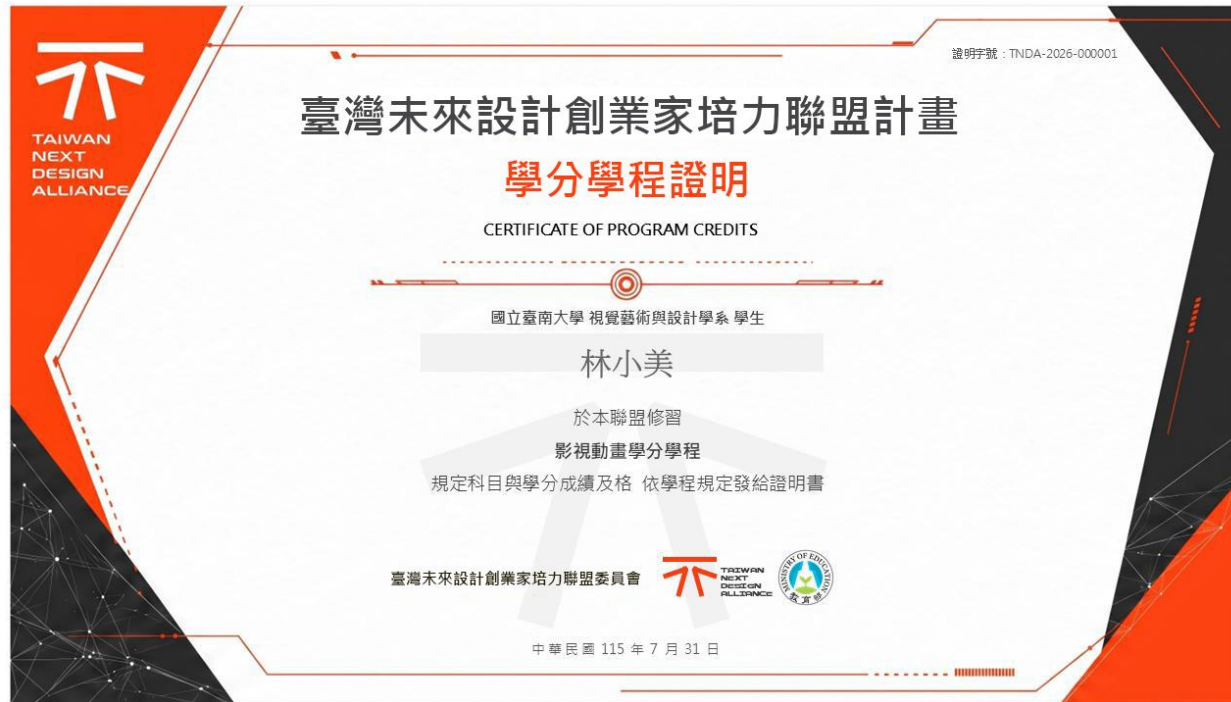 TAIWAN
NEXT
DESIGN
ALLIANCE
證明字號：TNDA-2026-000001
臺灣未來設計創業家培力聯盟計畫
學分學程證明
CERTIFICATE OF PROGRAM CREDITS
國立臺南大學 視覺藝術與設計學系 學生
林小美
於本聯盟修習
影視動畫學分學程
規定科目與學分成績及格 依學程規定發給證明書
臺灣未來設計創業家培力聯盟委員會
TAIWAN
NEXT
DESIGN
ALLIANCE
MINISTRY OF EDUCATION
教育部
中華民國 115 年 7 月 31 日